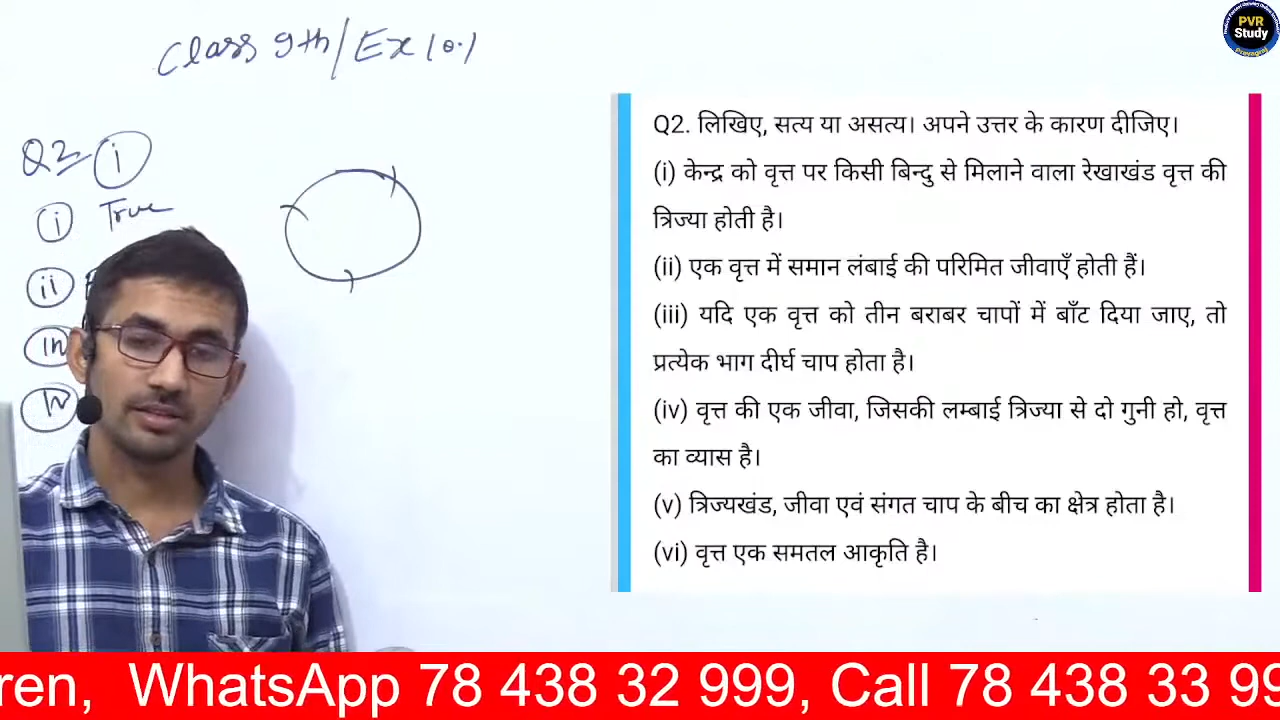 Class 9th/Ex 10.1
PVR
Study
Prayagraj
Q2 i
i True
ii
iii
iv
Q2. लिखिए, सत्य या असत्य। अपने उत्तर के कारण दीजिए।
(i) केन्द्र को वृत्त पर किसी बिन्दु से मिलाने वाला रेखाखंड वृत्त की
त्रिज्या होती है।
(ii) एक वृत्त में समान लंबाई की परिमित जीवाएँ होती हैं।
(iii) यदि एक वृत्त को तीन बराबर चापों में बाँट दिया जाए, तो
प्रत्येक भाग दीर्घ चाप होता है।
(iv) वृत्त की एक जीवा, जिसकी लम्बाई त्रिज्या से दो गुनी हो, वृत्त
का व्यास है।
(v) त्रिज्यखंड, जीवा एवं संगत चाप के बीच का क्षेत्र होता है।
(vi) वृत्त एक समतल आकृति है।
ren, WhatsApp 78 438 32 999, Call 78 438 33 99